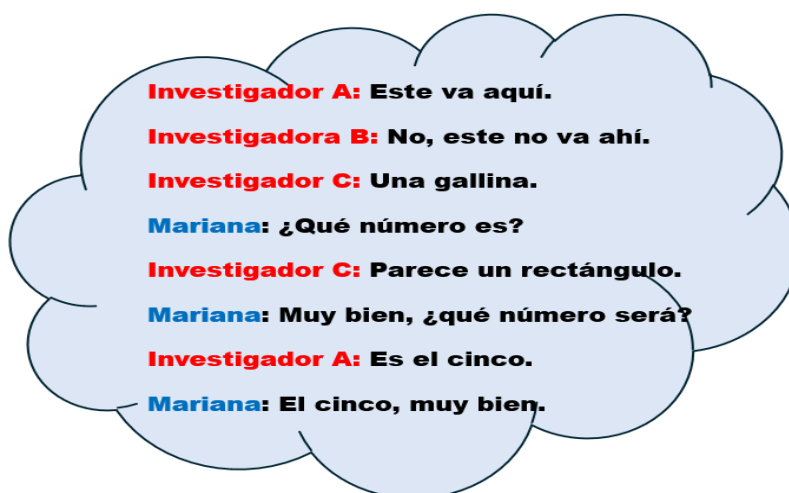 Investigador A: Este va aquí.
Investigadora B: No, este no va ahí.
Investigador C: Una gallina.
Mariana: ¿Qué número es?
Investigador C: Parece un rectángulo.
Mariana: Muy bien, ¿qué número será?
Investigador A: Es el cinco.
Mariana: El cinco, muy bien.